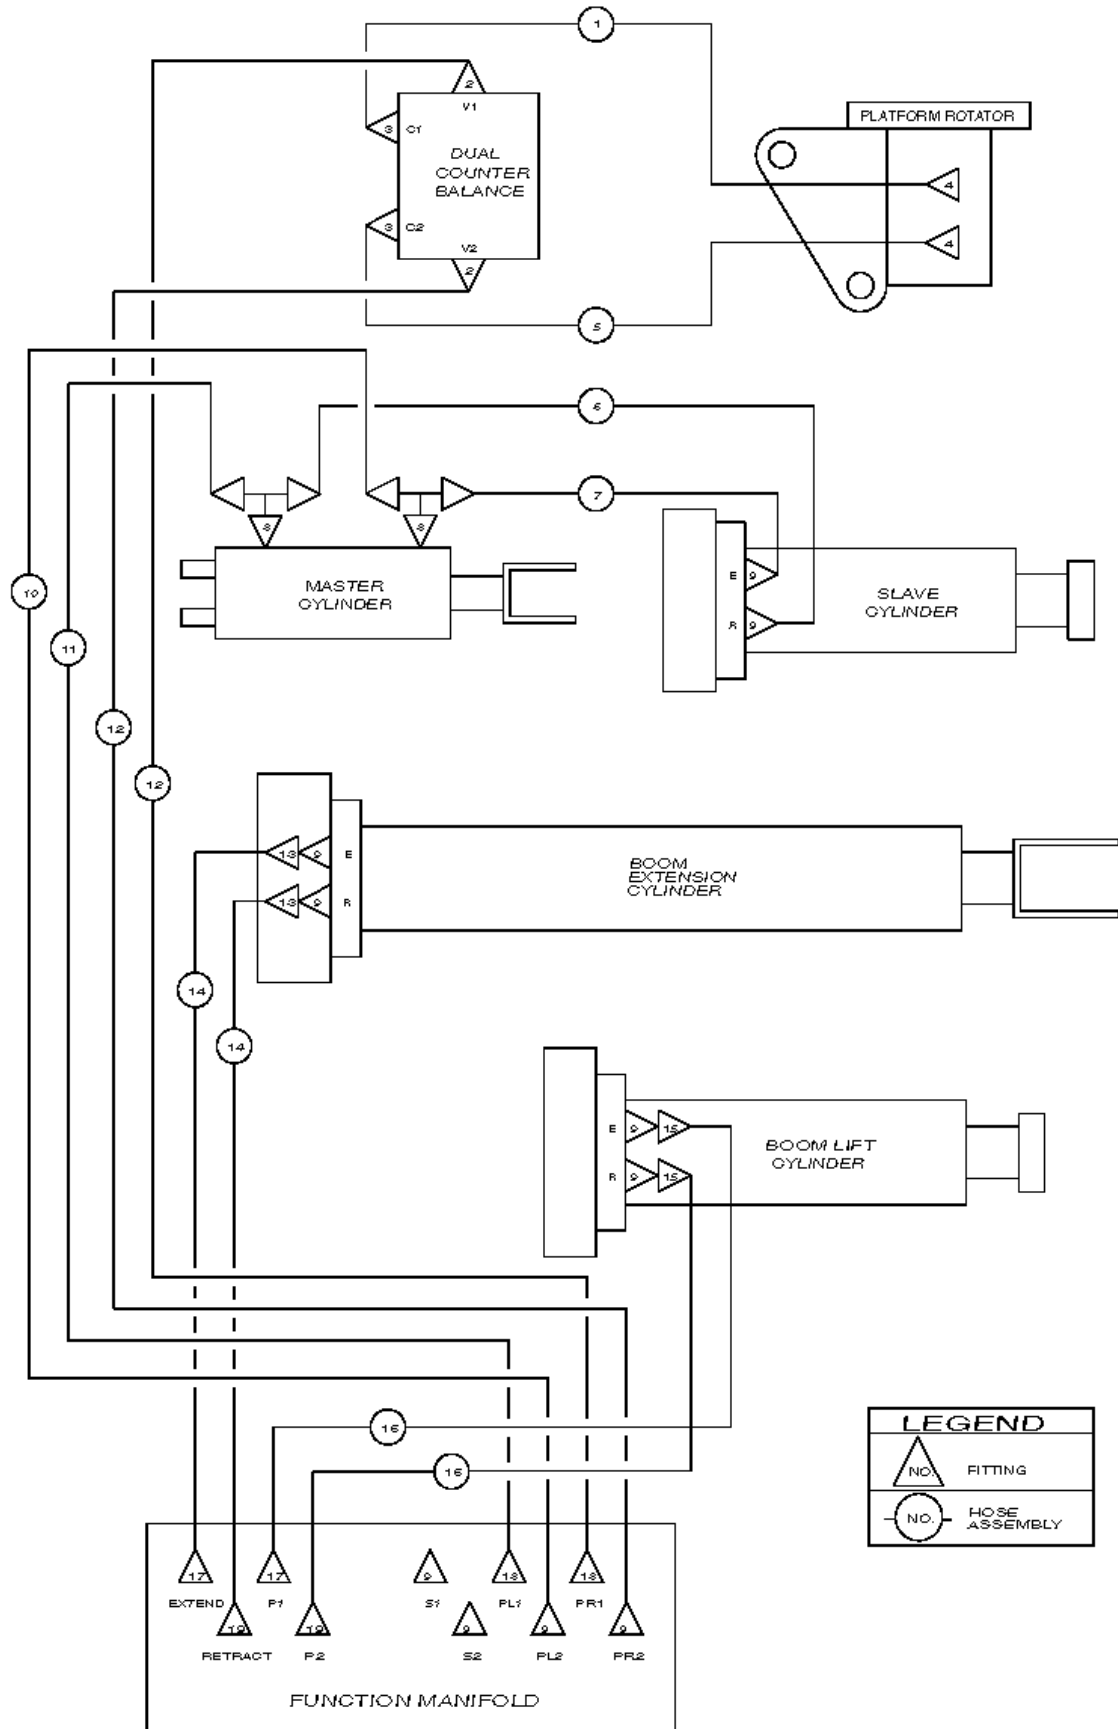 1
2
V1
PLATFORM ROTATOR
3 C1
DUAL
COUNTER
BALANCE
4
3 C2
4
V2
2
5
6
7
8
8
E 9
MASTER
CYLINDER
SLAVE
CYLINDER
10
R 9
11
12
12
13 9 E
BOOM
EXTENSION
CYLINDER
13 9 R
14
14
E 9 15
BOOM LIFT
CYLINDER
R 9 15
LEGEND
16
NO. FITTING
16
NO. HOSE
ASSEMBLY
17
17
9
18
18
EXTEND
P1
S1
PL1
PR1
19
19
9
9
9
RETRACT
P2
S2
PL2
PR2
FUNCTION MANIFOLD